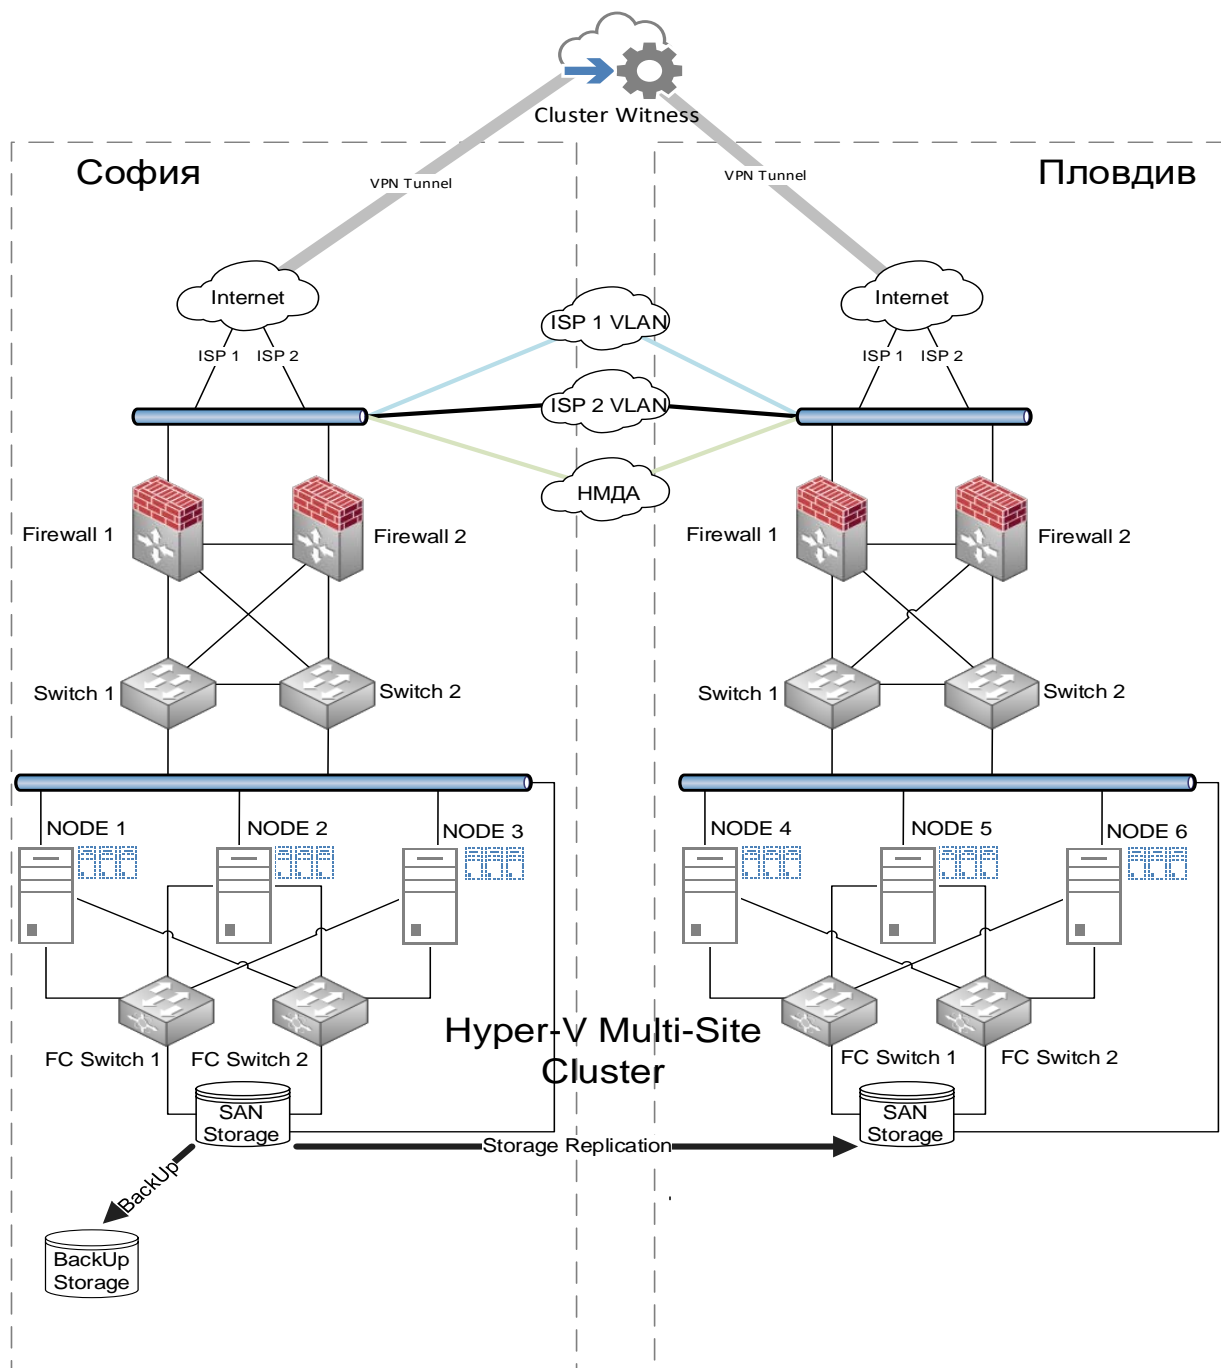 Cluster Witness
София
Пловдив
VPN Tunnel
VPN Tunnel
Internet
Internet
ISP 1 VLAN
ISP 1
ISP 2
ISP 1
ISP 2
ISP 2 VLAN
НМДА
Firewall 1
Firewall 2
Firewall 1
Firewall 2
Switch 1
Switch 2
Switch 1
Switch 2
NODE 1
NODE 2
NODE 3
NODE 4
NODE 5
NODE 6
Hyper-V Multi-Site
Cluster
FC Switch 1
FC Switch 2
FC Switch 1
FC Switch 2
SAN
Storage
SAN
Storage
Storage Replication
BackUp
BackUp
Storage